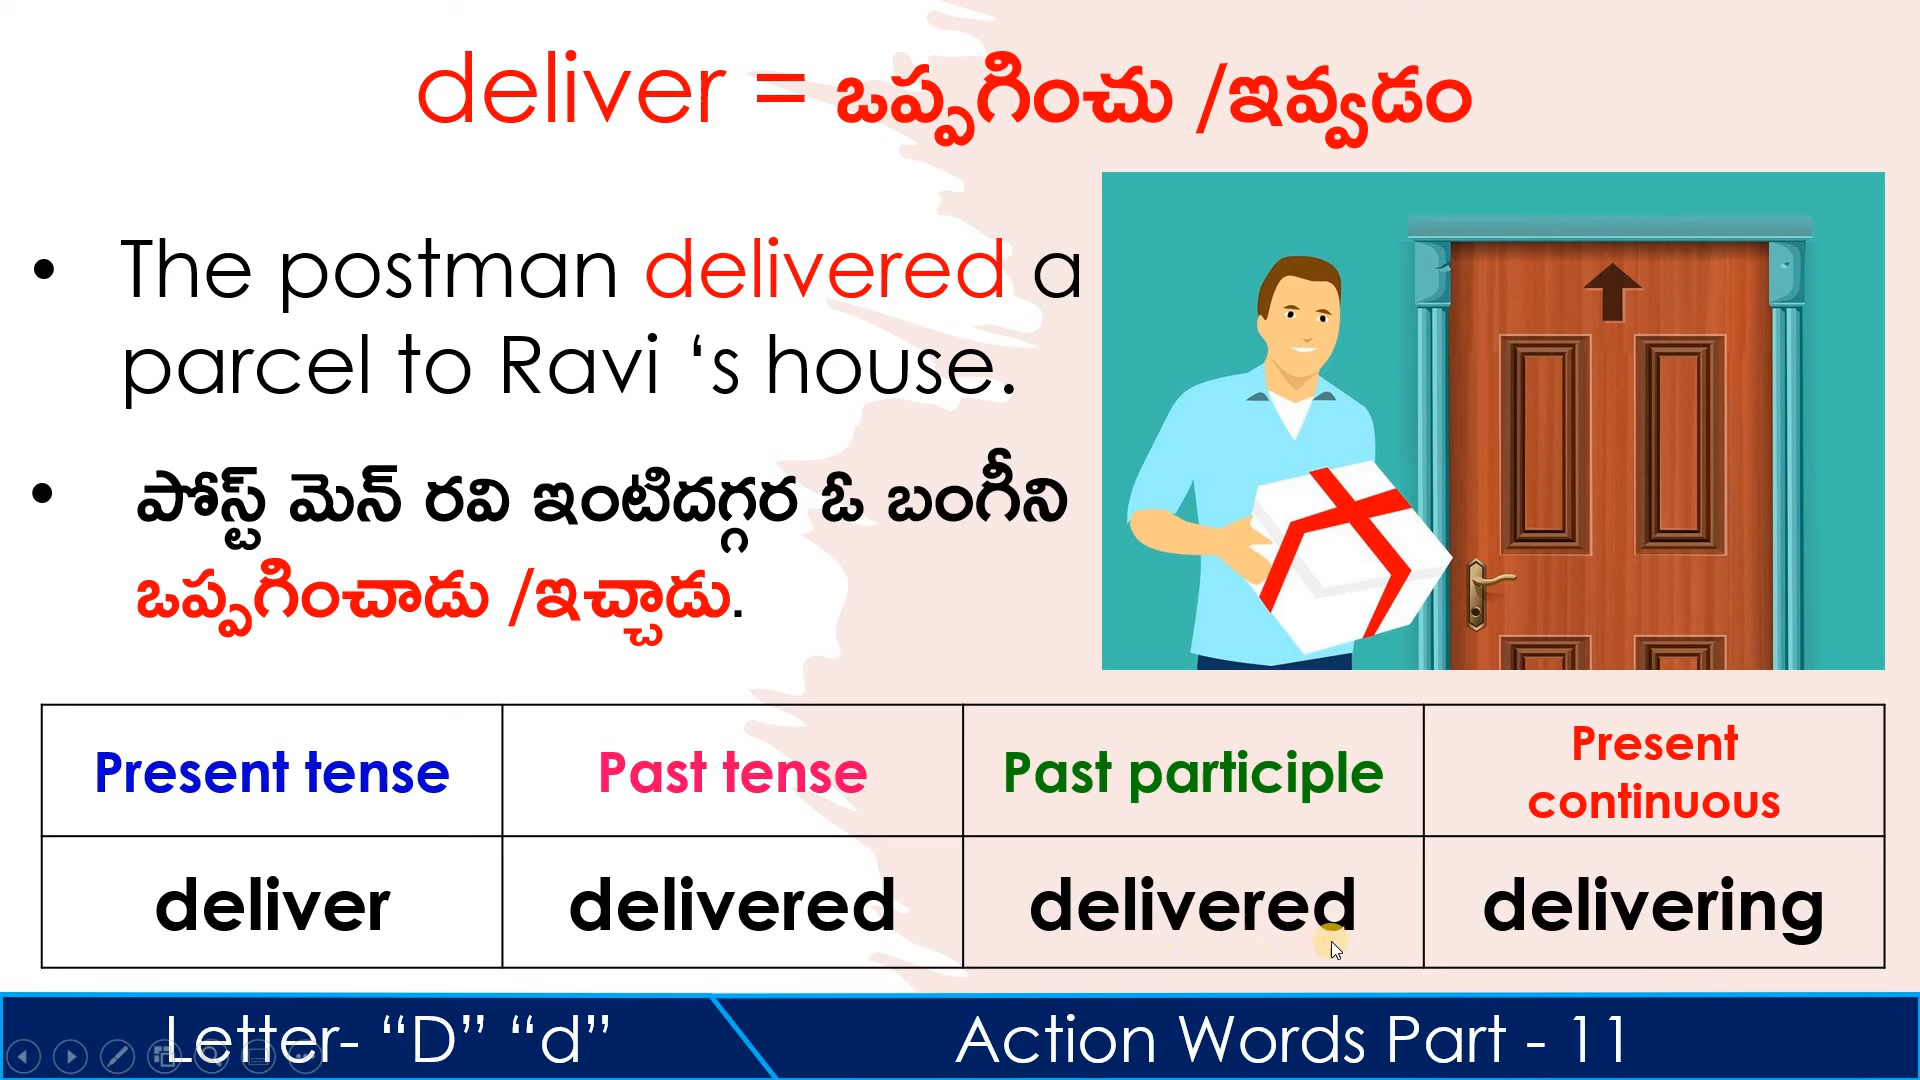 deliver = ఒప్పగించు /ఇవ్వడం
• The postman delivered a
parcel to Ravi ‘s house.
• పోస్ట్ మెన్ రవి ఇంటిదగ్గర ఓ బంగీని
ఒప్పగించాడు /ఇచ్చాడు.
Present tense Past tense Past participle Present continuous
deliver delivered delivered delivering
Letter- “D” “d” Action Words Part - 11